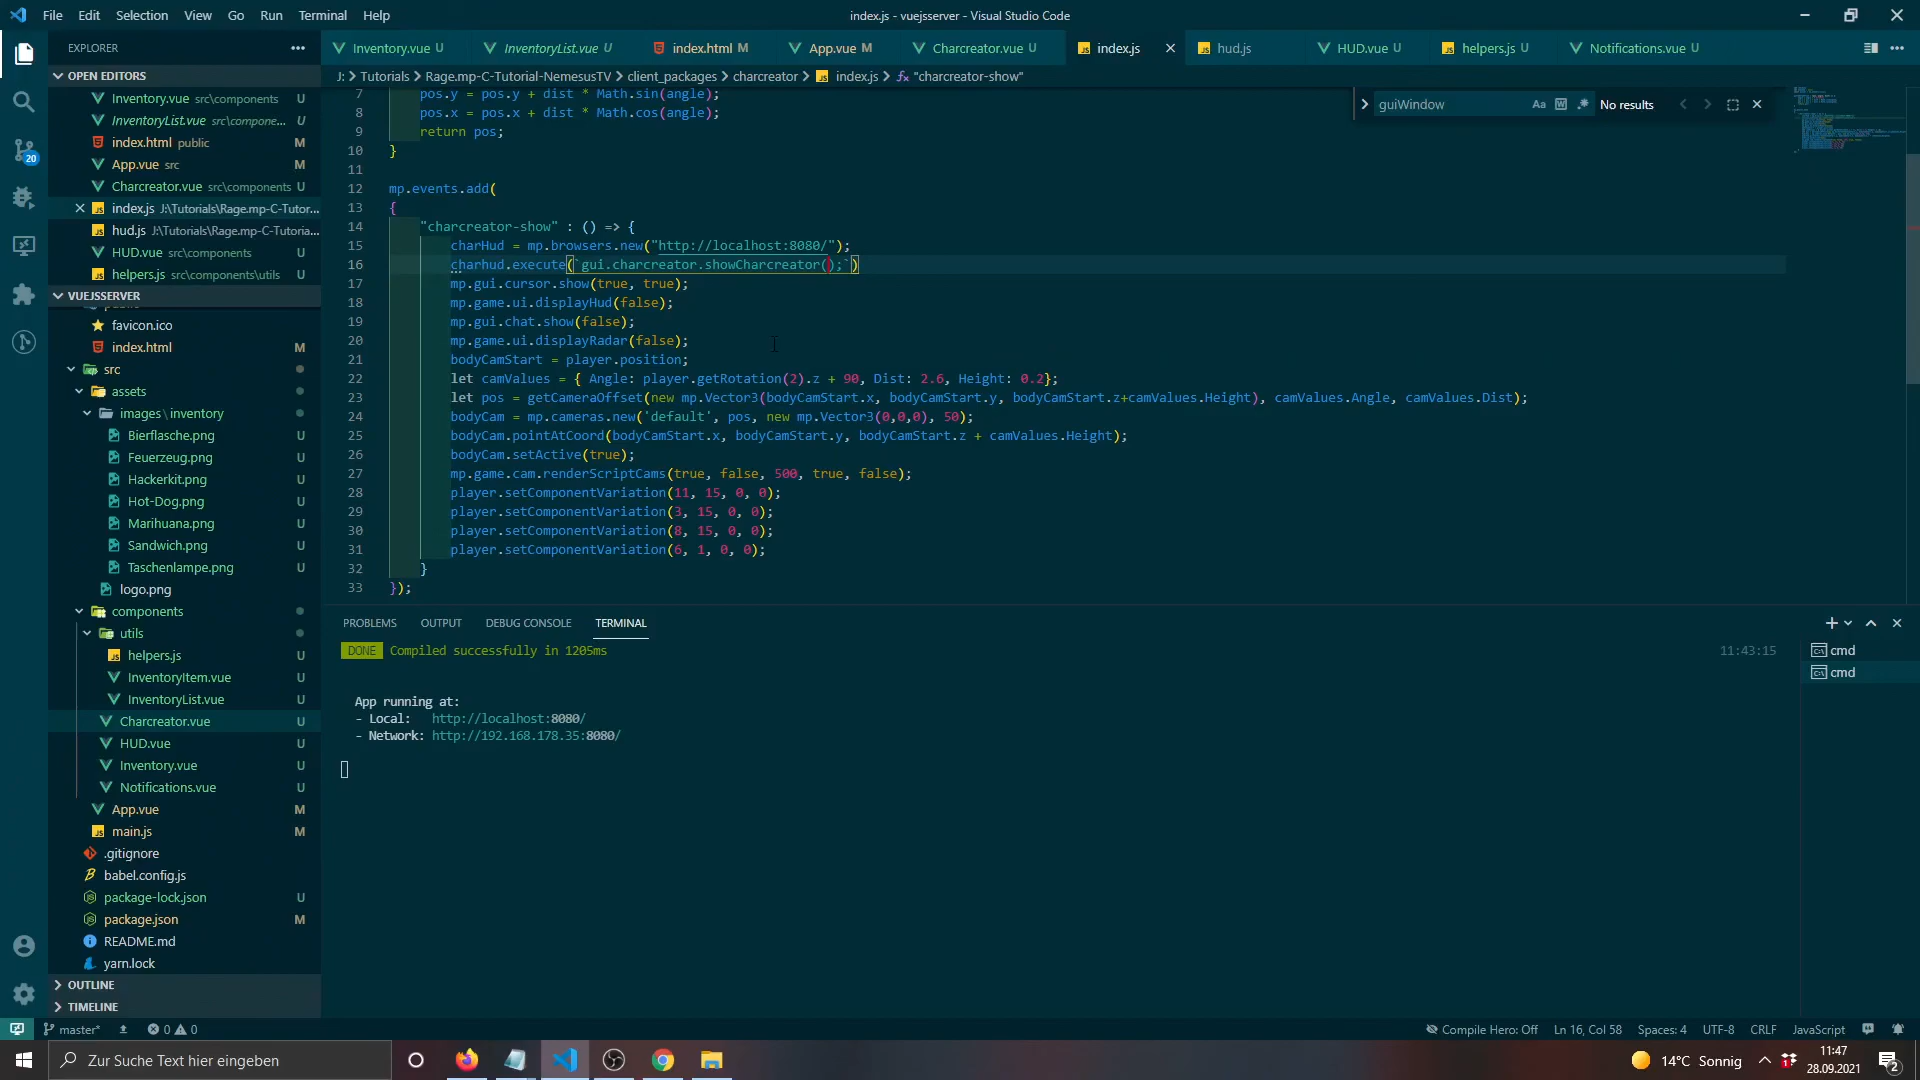 File Edit Selection View Go Run Terminal Help
index.js - vuejsserver - Visual Studio Code
EXPLORER
Inventory.vue U
InventoryList.vue U
index.html M
App.vue M
Charcreator.vue U
index.js
hud.js
HUD.vue U
helpers.js U
Notifications.vue U
OPEN EDITORS
Inventory.vue src\components U
InventoryList.vue src\compone... U
index.html public M
App.vue src M
Charcreator.vue src\components U
index.js J:\Tutorials\Rage.mp-C-Tutor...
hud.js J:\Tutorials\Rage.mp-C-Tutoria...
HUD.vue src\components U
helpers.js src\components\utils U
VUEJSSERVER
favicon.ico
index.html M
src
assets
images\inventory
Bierflasche.png U
Feuerzeug.png U
Hackerkit.png U
Hot-Dog.png U
Marihuana.png U
Sandwich.png U
Taschenlampe.png U
logo.png
components
utils
helpers.js U
InventoryItem.vue U
InventoryList.vue U
Charcreator.vue U
HUD.vue U
Inventory.vue U
Notifications.vue U
App.vue M
main.js M
.gitignore
babel.config.js
package-lock.json U
package.json M
README.md
yarn.lock
OUTLINE
TIMELINE
J: > Tutorials > Rage.mp-C-Tutorial-NemesusTV > client_packages > charcreator > index.js > "charcreator-show"
guiWindow
Aa
No results
7 pos.y = pos.y + dist * Math.sin(angle);
8 pos.x = pos.x + dist * Math.cos(angle);
9 return pos;
10 }
11
12 mp.events.add(
13 {
14 "charcreator-show" : () => {
15 charHud = mp.browsers.new("http://localhost:8080/");
16 charhud.execute(`gui.charcreator.showCharcreator();`)
17 mp.gui.cursor.show(true, true);
18 mp.game.ui.displayHud(false);
19 mp.gui.chat.show(false);
20 mp.game.ui.displayRadar(false);
21 bodyCamStart = player.position;
22 let camValues = { Angle: player.getRotation(2).z + 90, Dist: 2.6, Height: 0.2};
23 let pos = getCameraOffset(new mp.Vector3(bodyCamStart.x, bodyCamStart.y, bodyCamStart.z+camValues.Height), camValues.Angle, camValues.Dist);
24 bodyCam = mp.cameras.new('default', pos, new mp.Vector3(0,0,0), 50);
25 bodyCam.pointAtCoord(bodyCamStart.x, bodyCamStart.y, bodyCamStart.z + camValues.Height);
26 bodyCam.setActive(true);
27 mp.game.cam.renderScriptCams(true, false, 500, true, false);
28 player.setComponentVariation(11, 15, 0, 0);
29 player.setComponentVariation(3, 15, 0, 0);
30 player.setComponentVariation(8, 15, 0, 0);
31 player.setComponentVariation(6, 1, 0, 0);
32 }
33 });
PROBLEMS OUTPUT DEBUG CONSOLE TERMINAL
DONE Compiled successfully in 1205ms 11:43:15
App running at:
- Local: http://localhost:8080/
- Network: http://192.168.178.35:8080/
cmd
cmd
20
master* 0 0
Compile Hero: Off Ln 16, Col 58 Spaces: 4 UTF-8 CRLF JavaScript
Zur Suche Text hier eingeben
14°C Sonnig
11:47
28.09.2021
2